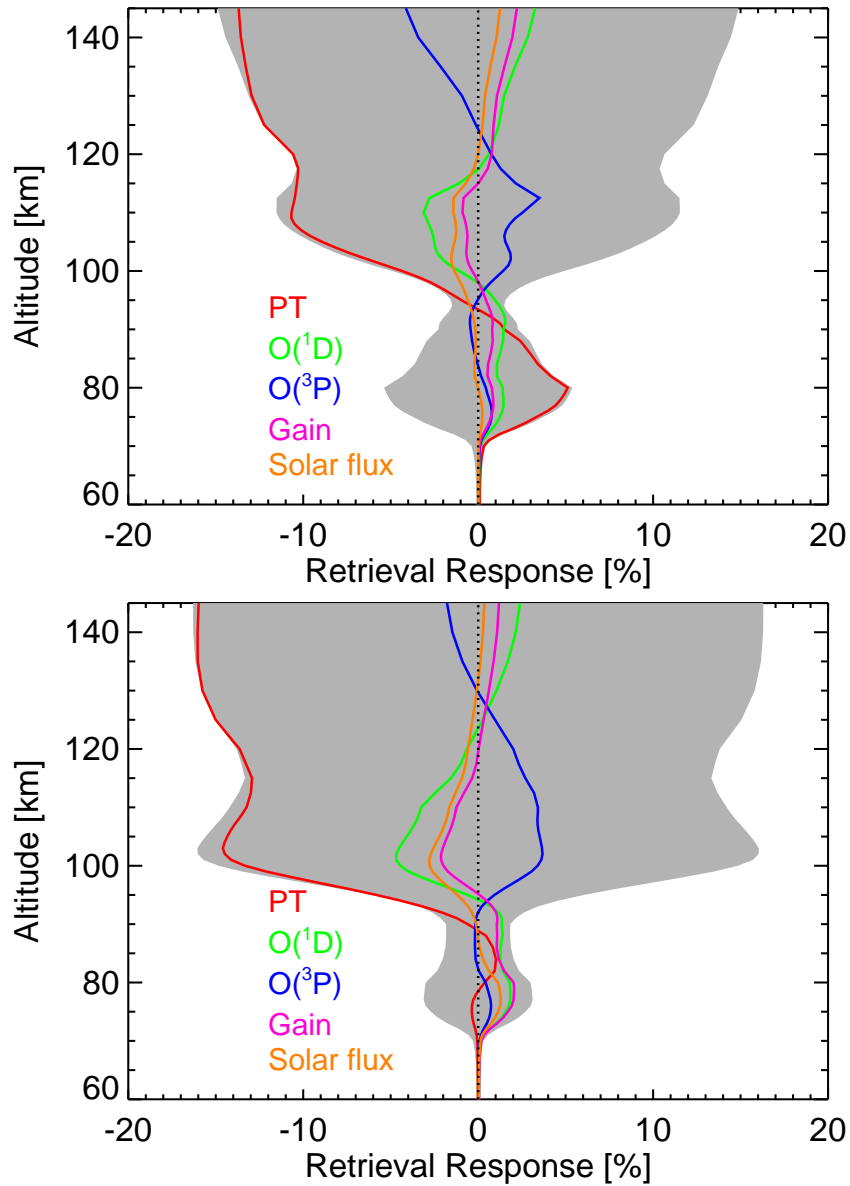 140
120
100
80
60
Altitude [km]
PT
O(¹D)
O(³P)
Gain
Solar flux
-20 -10 0 10 20
Retrieval Response [%]
140
120
100
80
60
Altitude [km]
PT
O(¹D)
O(³P)
Gain
Solar flux
-20 -10 0 10 20
Retrieval Response [%]